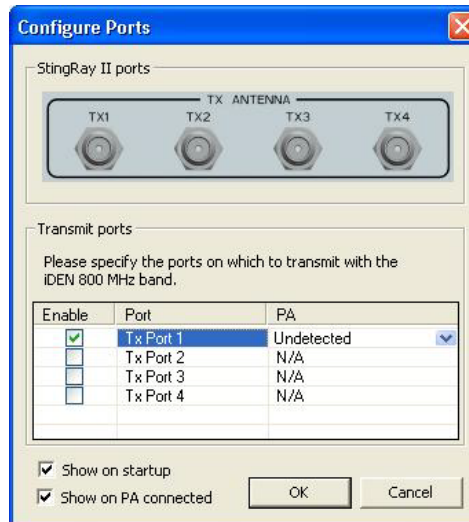 Configure Ports
StingRay II ports
TX ANTENNA
TX1 TX2 TX3 TX4
Transmit ports
Please specify the ports on which to transmit with the
iDEN 800 MHz band.
Enable Port PA
Tx Port 1 Undetected
Tx Port 2 N/A
Tx Port 3 N/A
Tx Port 4 N/A
Show on startup
Show on PA connected OK Cancel